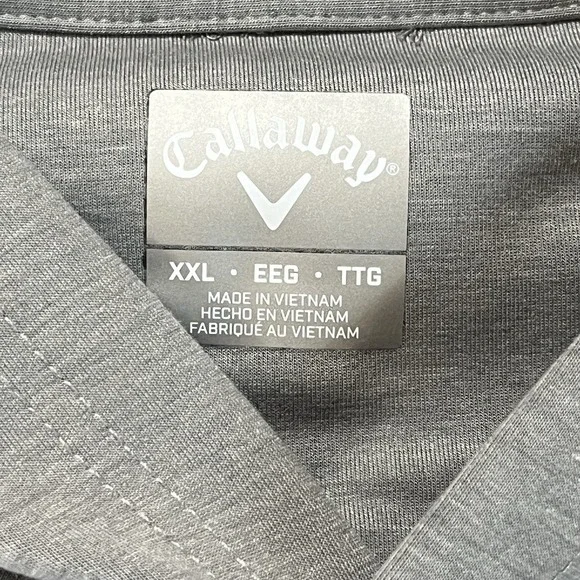 Callaway®
XXL · EEG · TTG
MADE IN VIETNAM
HECHO EN VIETNAM
FABRIQUÉ AU VIETNAM